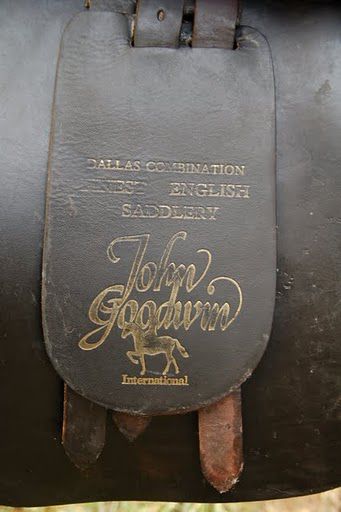 DALLAS COMBINATION
FINEST ENGLISH
SADDLERY
John
Goodwin
International